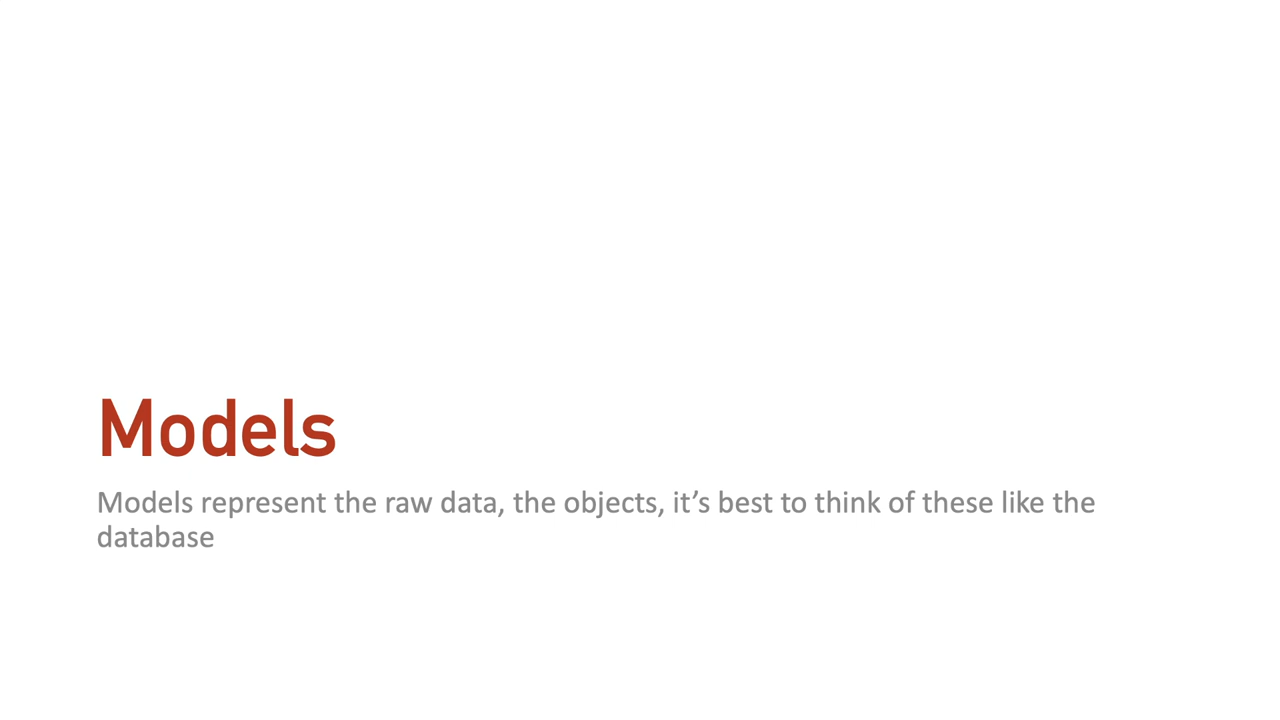 Models
Models represent the raw data, the objects, it’s best to think of these like the
database